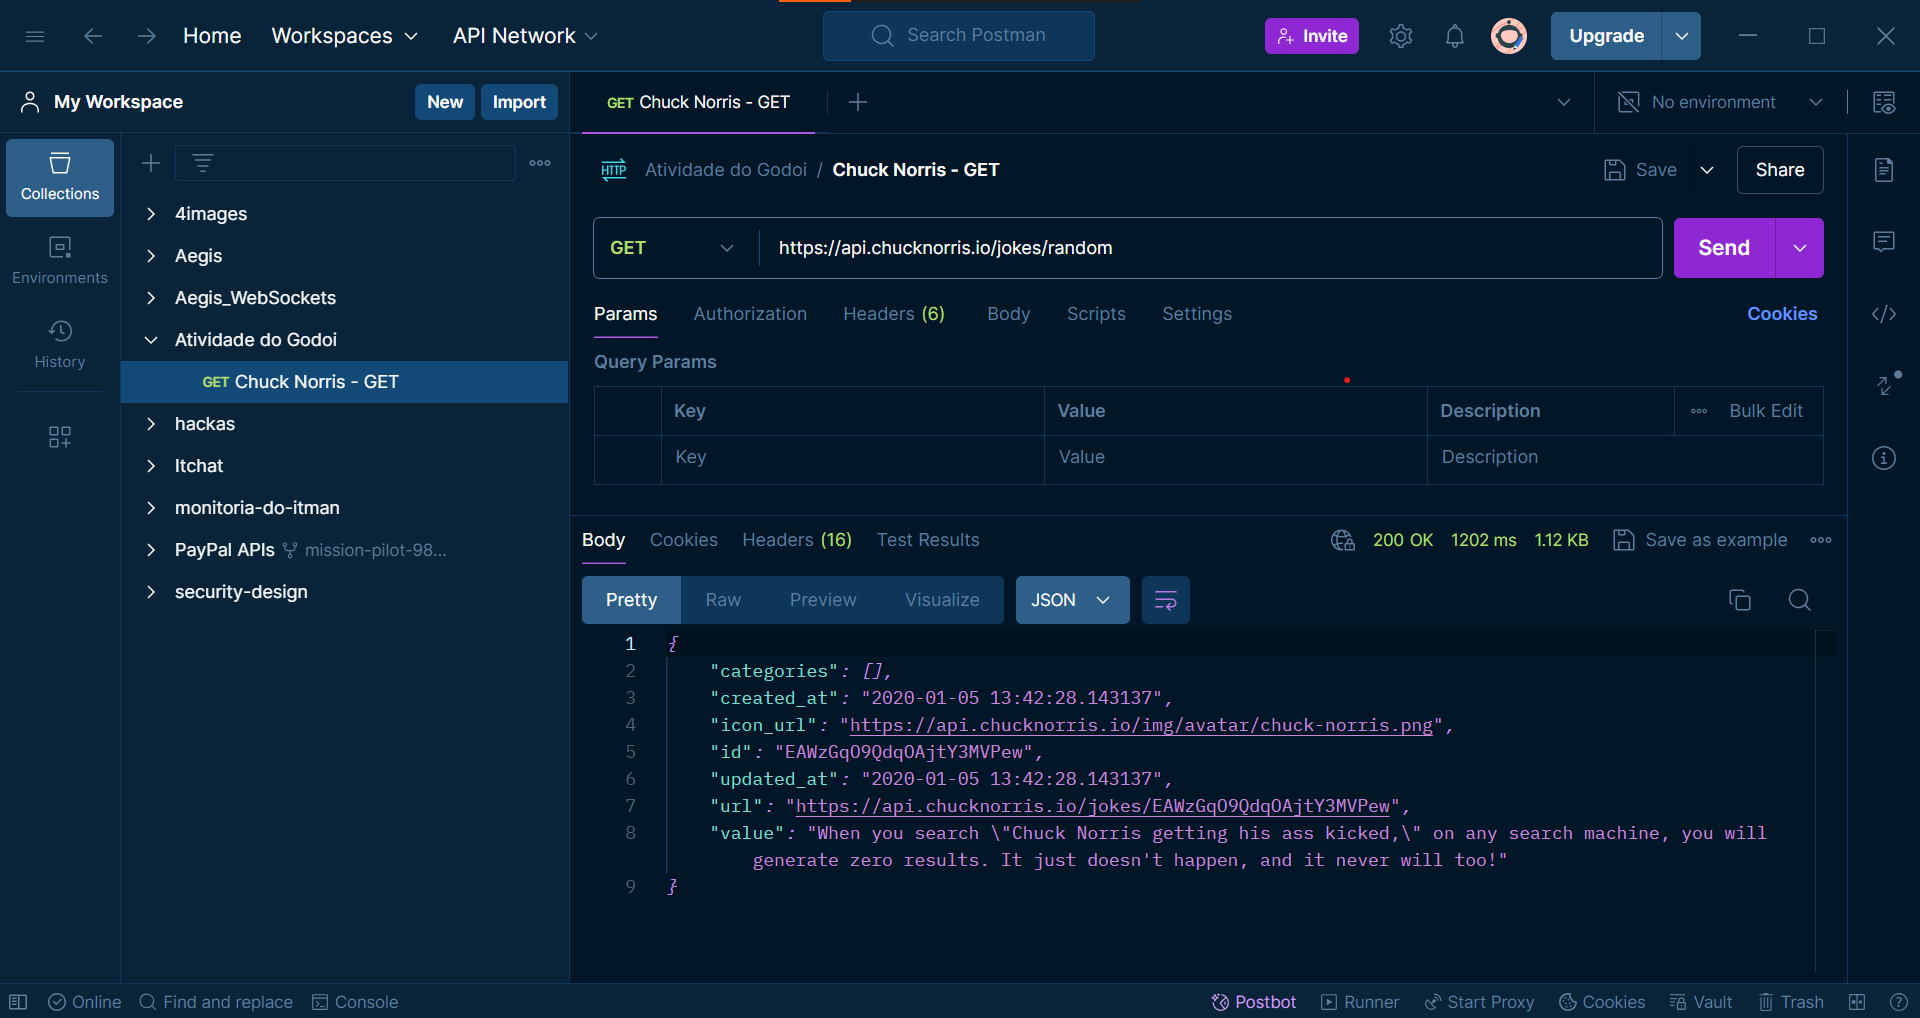 Home Workspaces API Network Search Postman Invite Upgrade
My Workspace New Import GET Chuck Norris - GET No environment
Collections
Environments
History
4images
Aegis
Aegis_WebSockets
Atividade do Godoi
GET Chuck Norris - GET
hackas
Itchat
monitoria-do-itman
PayPal APIs mission-pilot-98...
security-design
HTTP Atividade do Godoi / Chuck Norris - GET Save Share
GET https://api.chucknorris.io/jokes/random Send
Params Authorization Headers (6) Body Scripts Settings Cookies
Query Params
Key Value Description Bulk Edit
Key Value Description
Body Cookies Headers (16) Test Results 200 OK 1202 ms 1.12 KB Save as example
Pretty Raw Preview Visualize JSON
1 {
2 "categories": [],
3 "created_at": "2020-01-05 13:42:28.143137",
4 "icon_url": "https://api.chucknorris.io/img/avatar/chuck-norris.png",
5 "id": "EAWzGqO9QdqOAjtY3MVPew",
6 "updated_at": "2020-01-05 13:42:28.143137",
7 "url": "https://api.chucknorris.io/jokes/EAWzGqO9QdqOAjtY3MVPew",
8 "value": "When you search \"Chuck Norris getting his ass kicked,\" on any search machine, you will
generate zero results. It just doesn't happen, and it never will too!"
9 }
Online Find and replace Console Postbot Runner Start Proxy Cookies Vault Trash